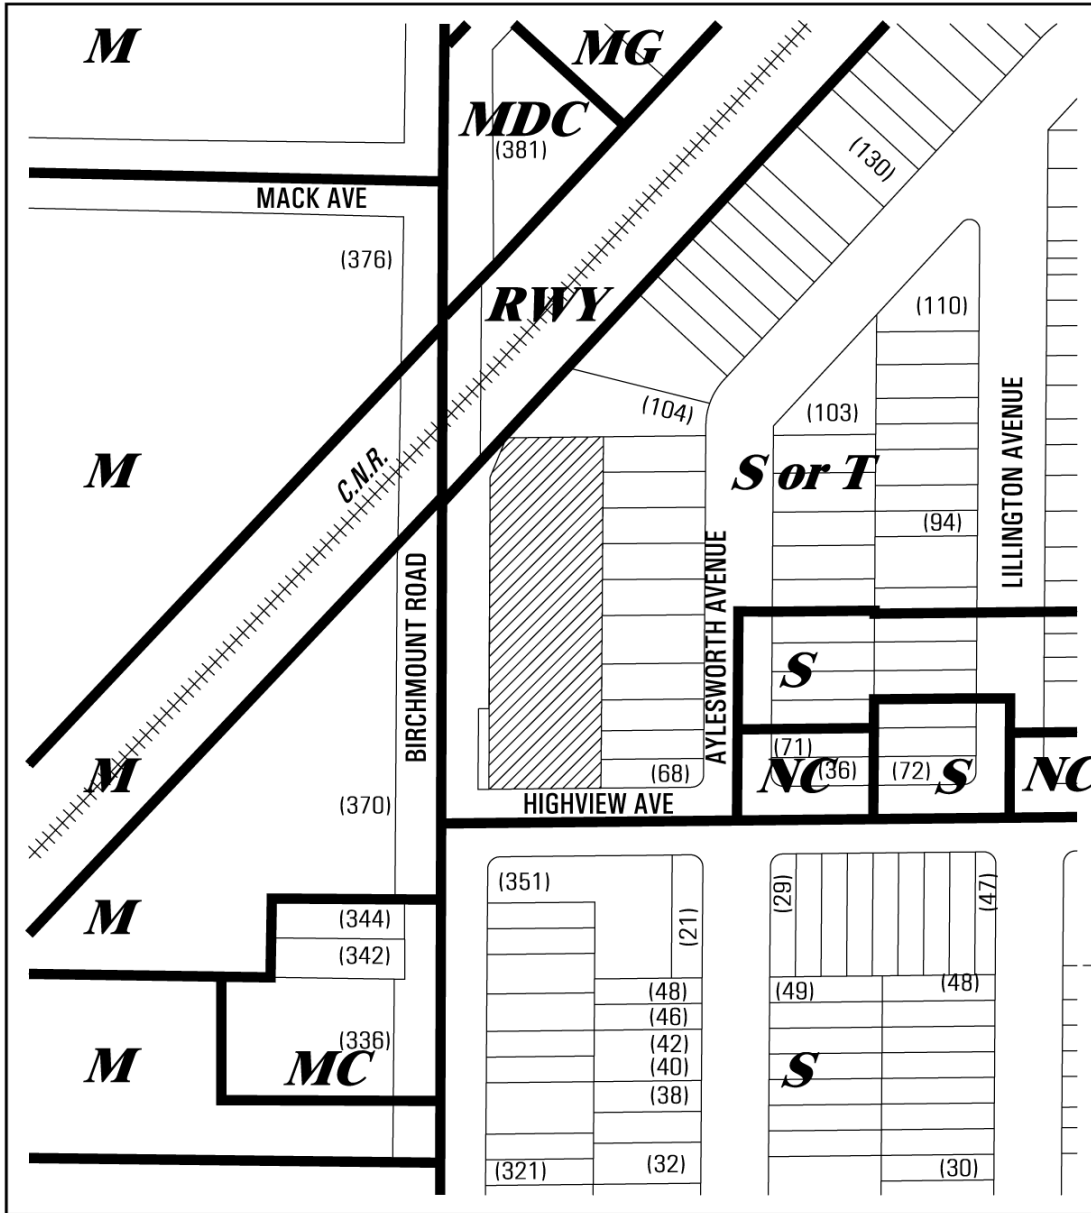 M
MG
MDC
(381)
(130)
MACK AVE
(376)
RWY
(110)
(104)
(103)
C.N.R.
M
S or T
(94)
LILLINGTON AVENUE
BIRCHMOUNT ROAD
AYLESWORTH AVENUE
S
(71)
M
(68)
NC
(36)
(72)
S
NC
(370)
HIGHVIEW AVE
(351)
(29)
(47)
M
(344)
(21)
(342)
(48)
(49)
(48)
(46)
(336)
(42)
M
MC
(40)
S
(38)
(321)
(32)
(30)